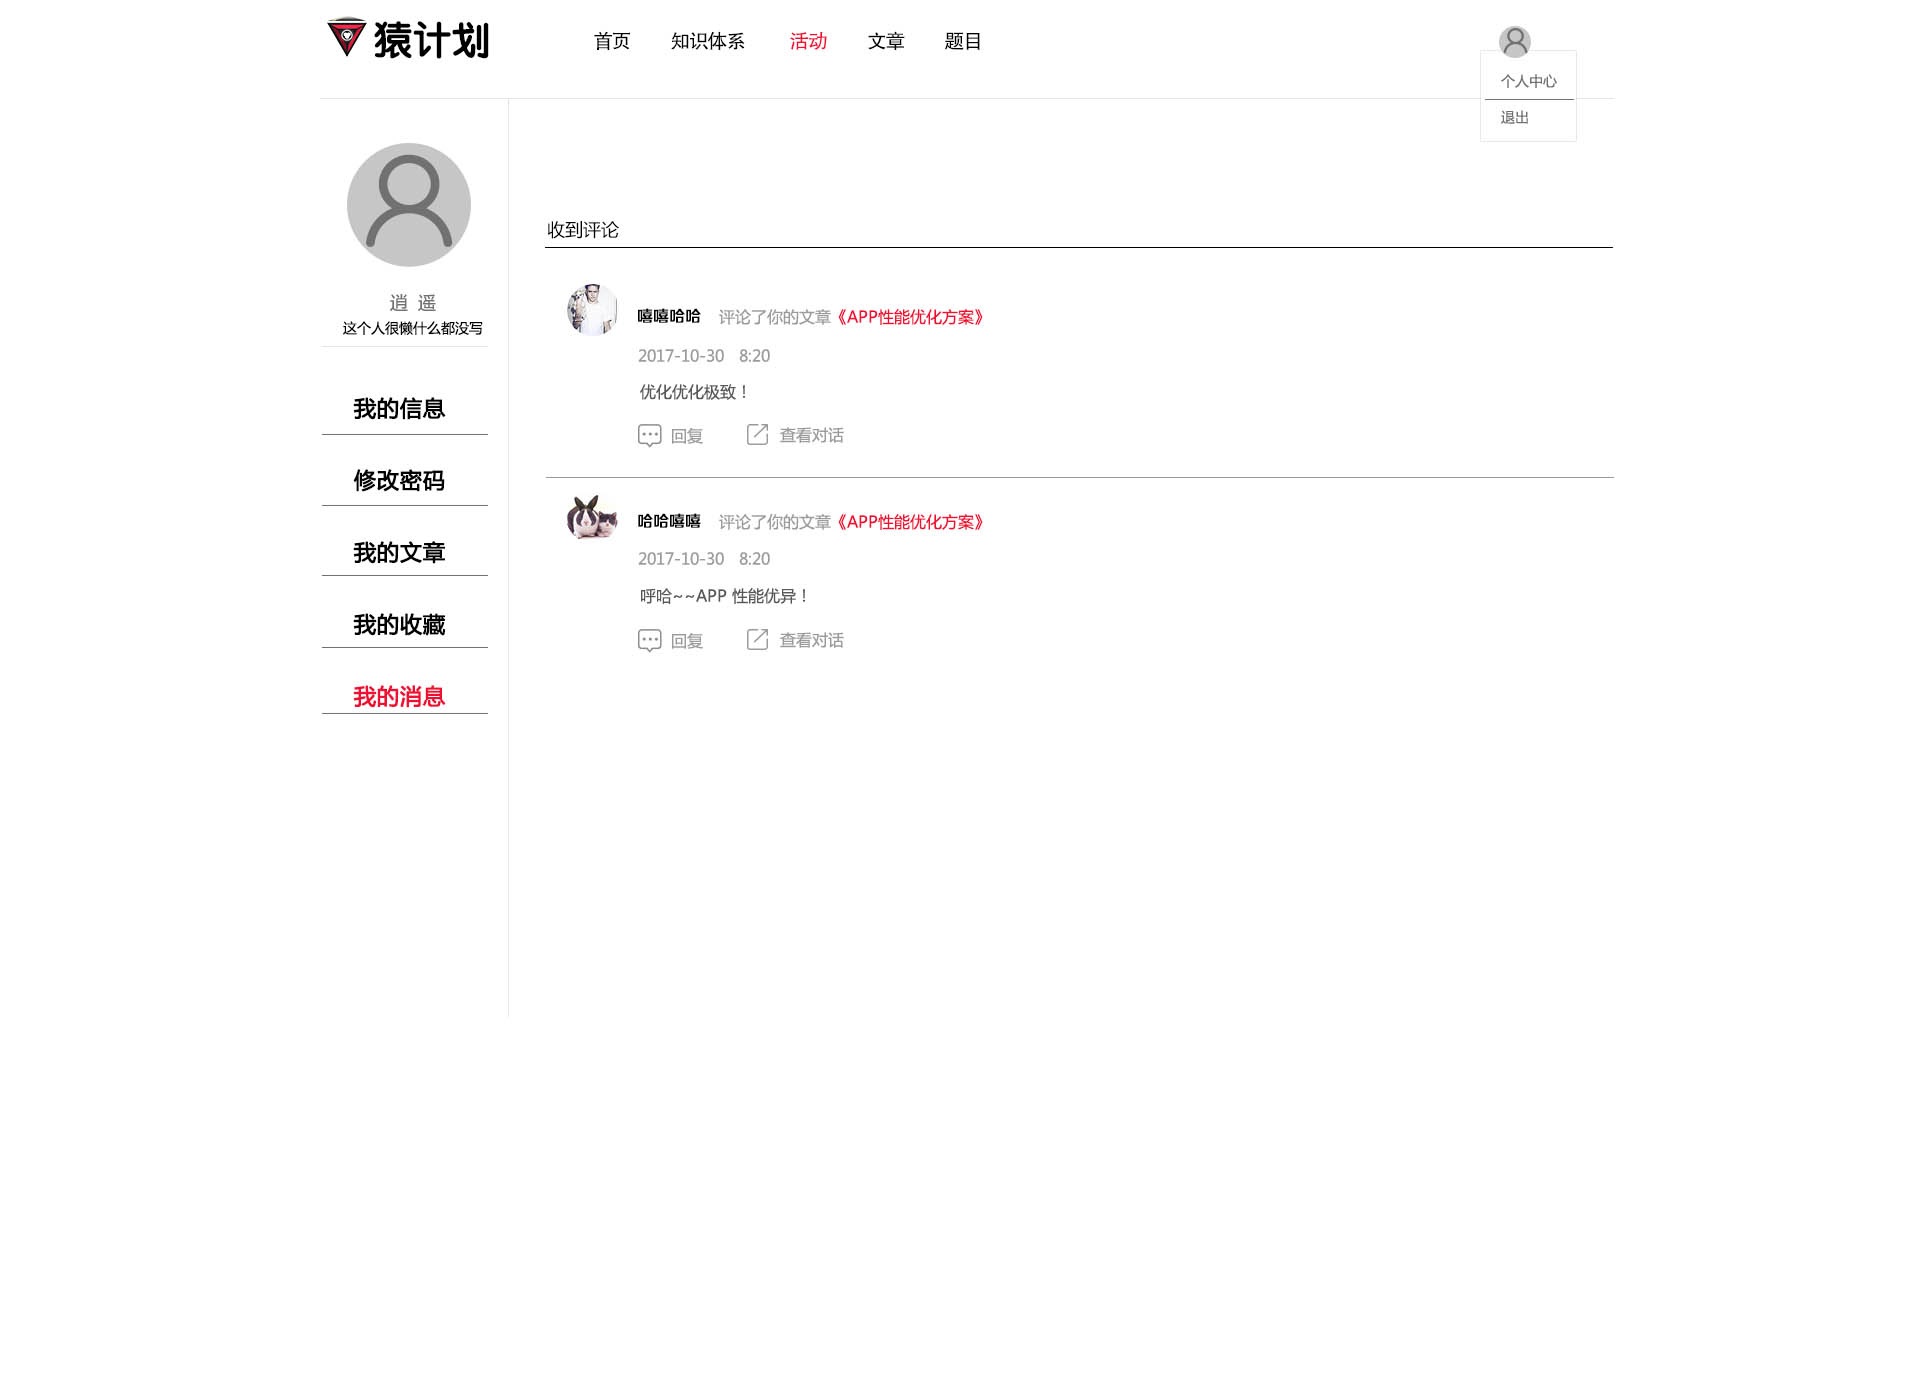 猿计划
首页 知识体系 活动 文章 题目
个人中心
退出
逍 遥
这个人很懒什么都没写
我的信息
修改密码
我的文章
我的收藏
我的消息
收到评论
嘻嘻哈哈 评论了你的文章《APP性能优化方案》
2017-10-30 8:20
优化优化极致！
回复 查看对话
哈哈嘻嘻 评论了你的文章《APP性能优化方案》
2017-10-30 8:20
呼哈~~APP 性能优异！
回复 查看对话